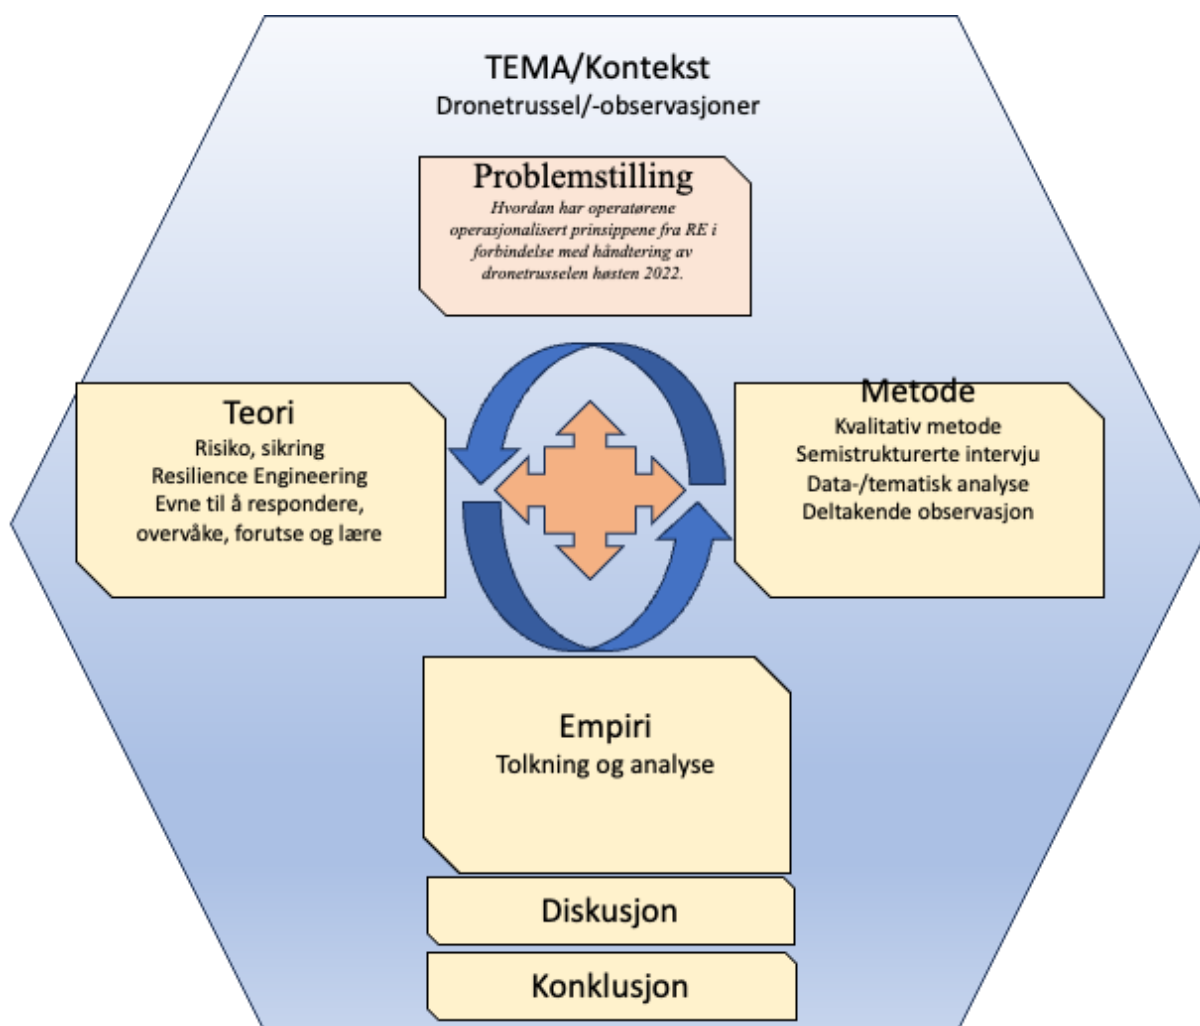 TEMA/Kontekst
Dronetrussel/-observasjoner
Problemstilling
Hvordan har operatørene
operasjonalisert prinsippene fra RE i
forbindelse med håndtering av
dronetrusselen høsten 2022.
Teori
Risiko, sikring
Resilience Engineering
Evne til å respondere,
overvåke, forutse og lære
Metode
Kvalitativ metode
Semistrukturerte intervju
Data-/tematisk analyse
Deltakende observasjon
Empiri
Tolkning og analyse
Diskusjon
Konklusjon